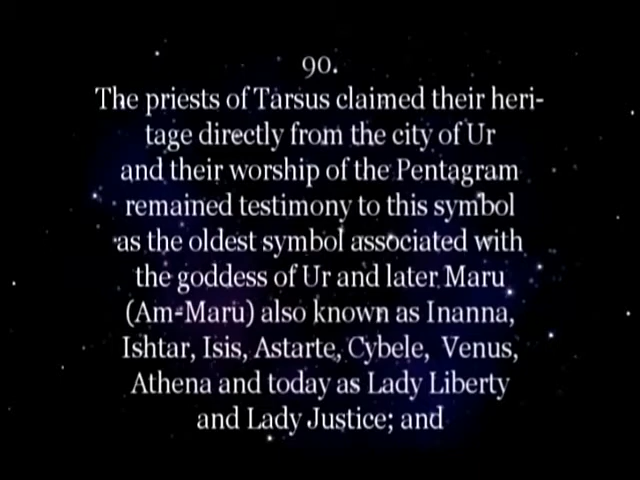 90.
The priests of Tarsus claimed their heri-
tage directly from the city of Ur
and their worship of the Pentagram
remained testimony to this symbol
as the oldest symbol associated with
the goddess of Ur and later Maru
(Am-Maru) also known as Inanna,
Ishtar, Isis, Astarte, Cybele, Venus,
Athena and today as Lady Liberty
and Lady Justice; and